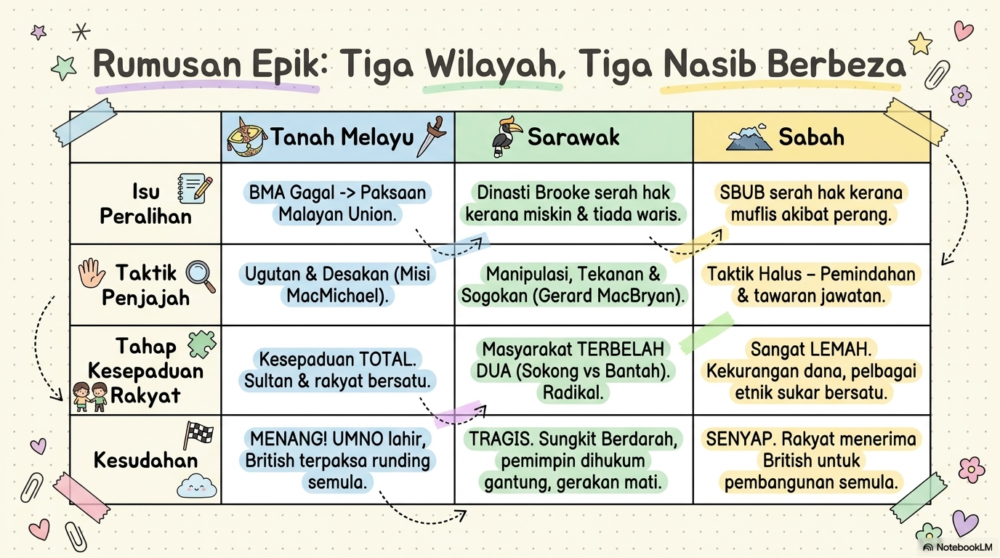 Rumusan Epik: Tiga Wilayah, Tiga Nasib Berbeza
Tanah Melayu
Sarawak
Sabah
Isu
Peralihan
BMA Gagal -> Paksaan
Malayan Union.
Dinasti Brooke serah hak
kerana miskin & tiada waris.
SBUB serah hak kerana
muflis akibat perang.
Taktik
Penjajah
Ugutan & Desakan (Misi
MacMichael).
Manipulasi, Tekanan &
Sogokan (Gerard MacBryan).
Taktik Halus – Pemindahan
& tawaran jawatan.
Tahap
Kesepaduan
Rakyat
Kesepaduan TOTAL.
Sultan & rakyat bersatu.
Masyarakat TERBELAH
DUA (Sokong vs Bantah).
Radikal.
Sangat LEMAH.
Kekurangan dana, pelbagai
etnik sukar bersatu.
Kesudahan
MENANG! UMNO lahir,
British terpaksa runding
semula.
TRAGIS. Sungkit Berdarah,
pemimpin dihukum
gantung, gerakan mati.
SENYAP. Rakyat menerima
British untuk
pembangunan semula.
NotebookLM